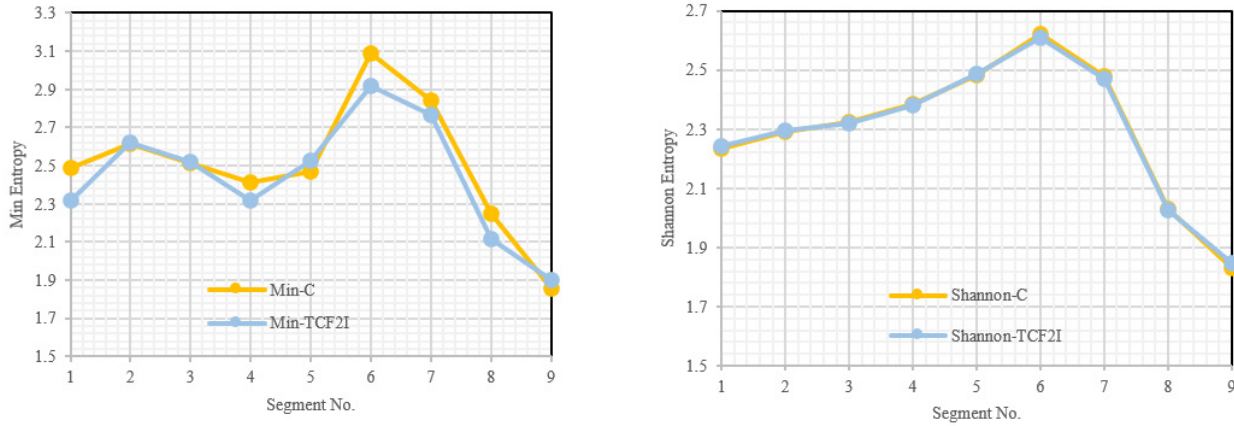 3.3
3.1
2.9
2.7
2.5
2.3
2.1
1.9
1.7
1.5
Min Entropy
Min-C
Min-TCF2I
1 2 3 4 5 6 7 8 9
Segment No.
2.7
2.5
2.3
2.1
1.9
1.7
1.5
Shannon Entropy
Shannon-C
Shannon-TCF2I
1 2 3 4 5 6 7 8 9
Segment No.